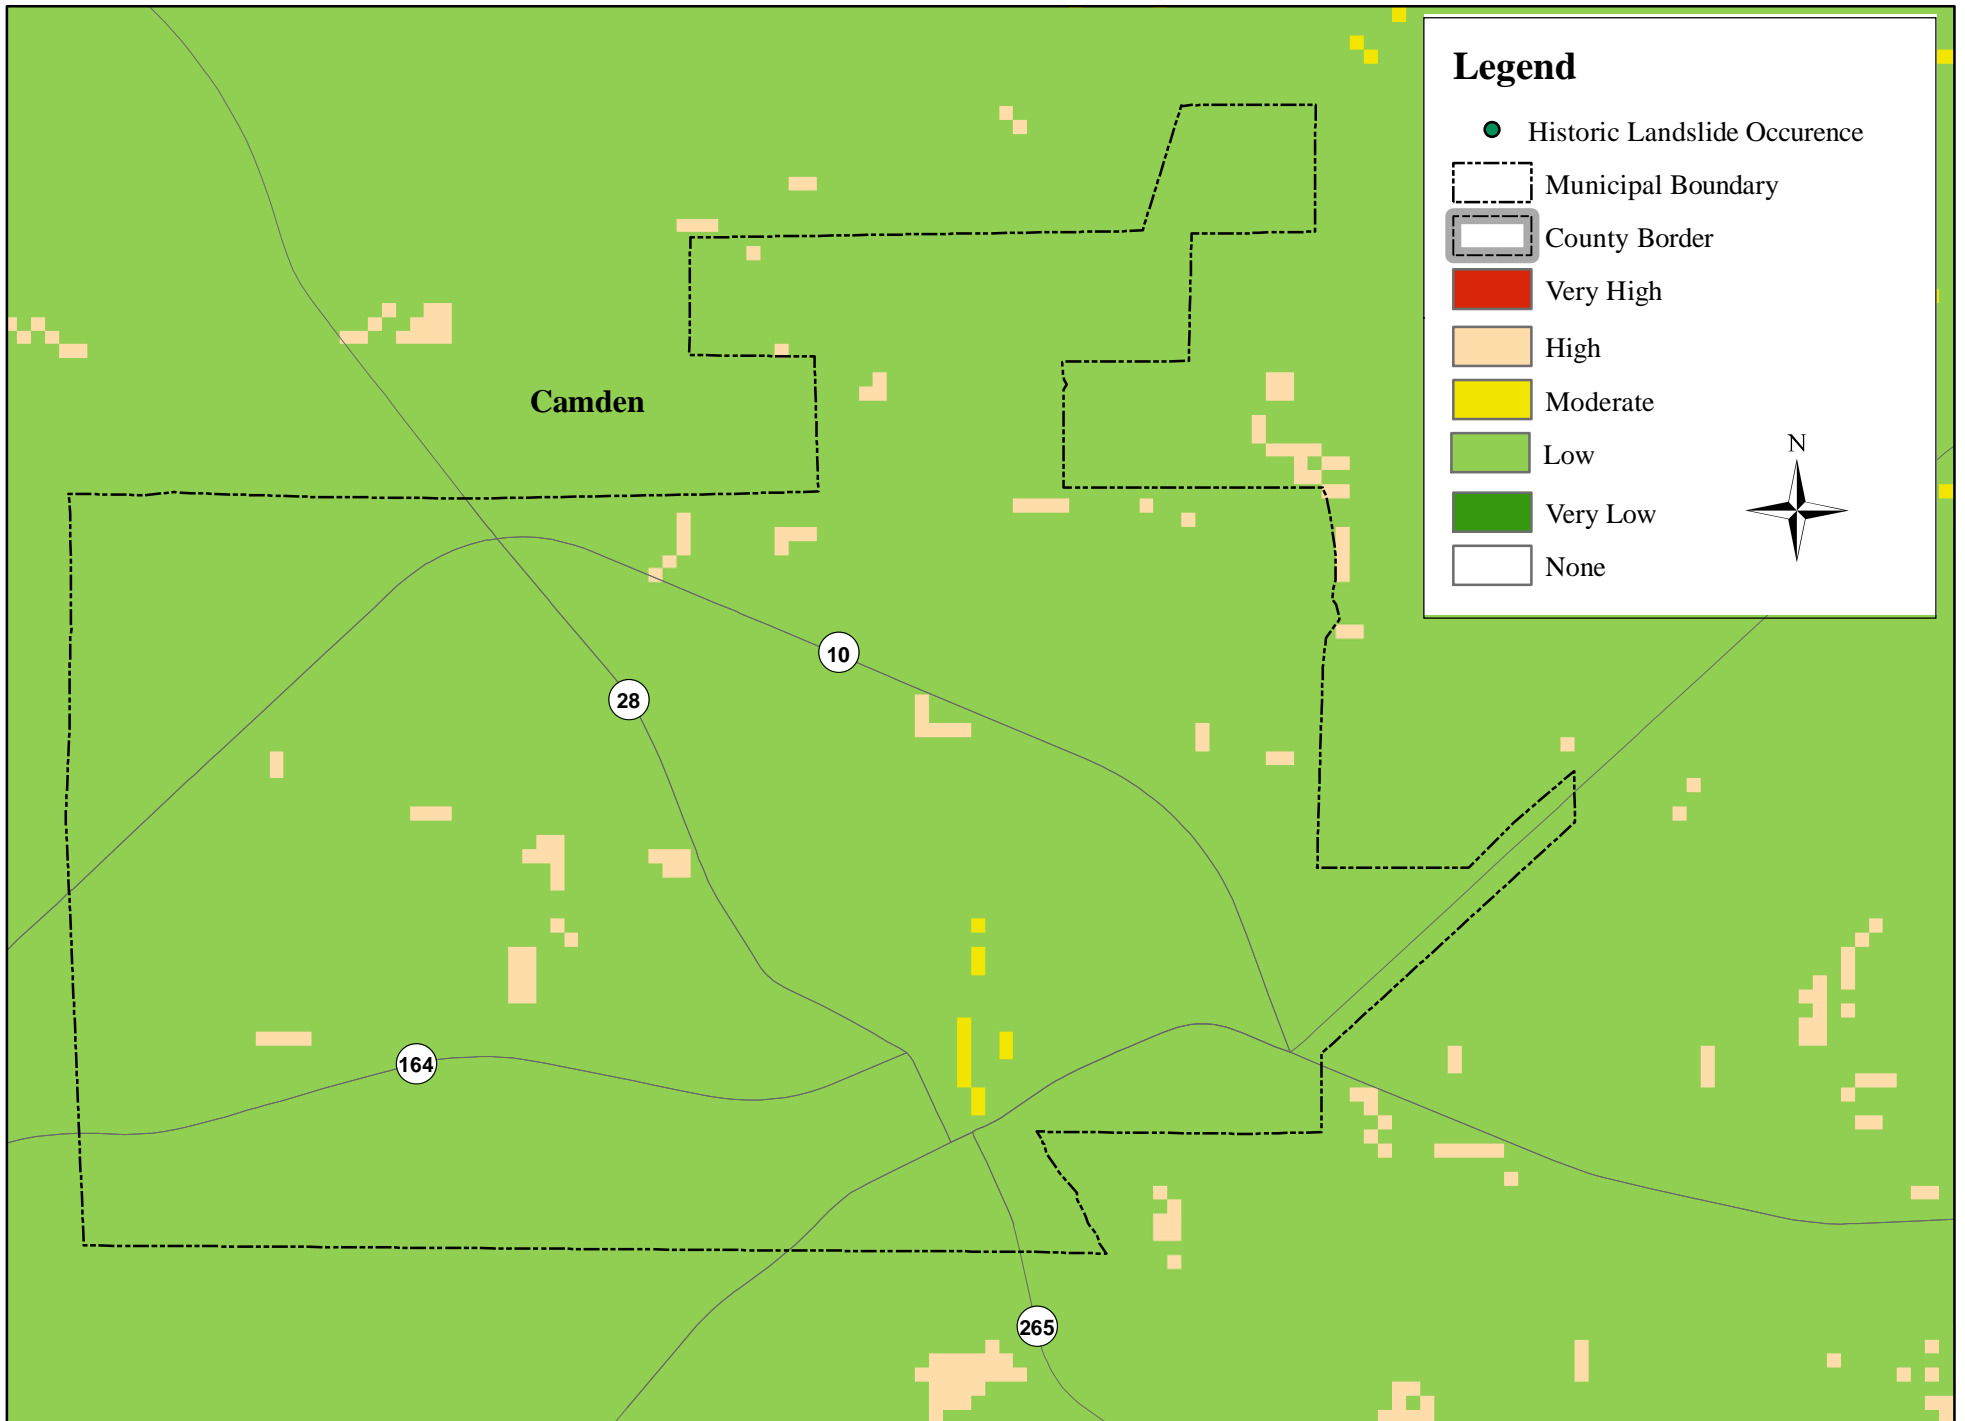 Legend
Historic Landslide Occurence
Municipal Boundary
County Border
Very High
High
Moderate
Low
Very Low
None
N
Camden
10
28
164
265